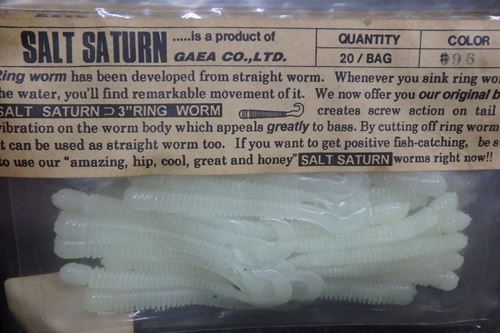 SALT SATURN .....is a product of GAEA CO.,LTD.
QUANTITY COLOR
20/BAG #96
Ring worm has been developed from straight worm. Whenever you sink ring wor
the water, you'll find remarkable movement of it. We now offer you our original b
SALT SATURN⊃3"RING WORM creates screw action on tail
vibration on the worm body which appeals greatly to bass. By cutting off ring worm
it can be used as straight worm too. If you want to get positive fish-catching, be s
to use our "amazing, hip, cool, great and honey" SALT SATURN worms right now!!